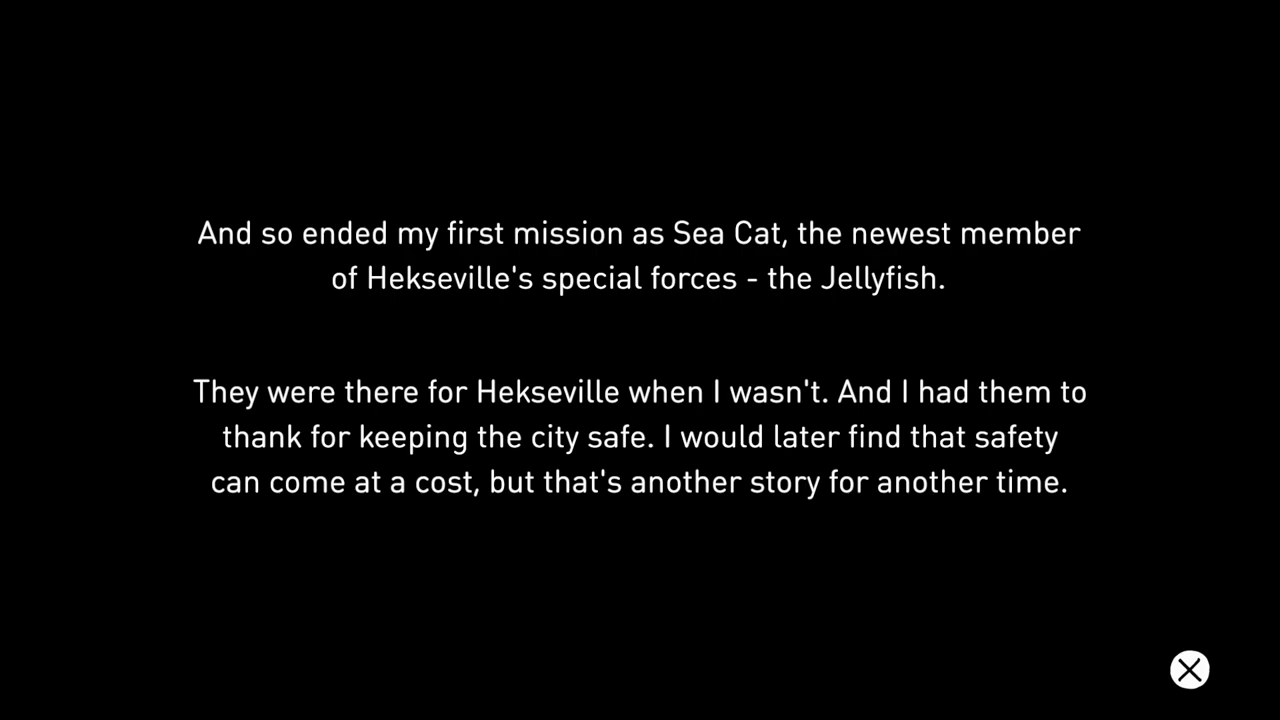 And so ended my first mission as Sea Cat, the newest member
of Hekseville's special forces - the Jellyfish.
They were there for Hekseville when I wasn't. And I had them to
thank for keeping the city safe. I would later find that safety
can come at a cost, but that's another story for another time.